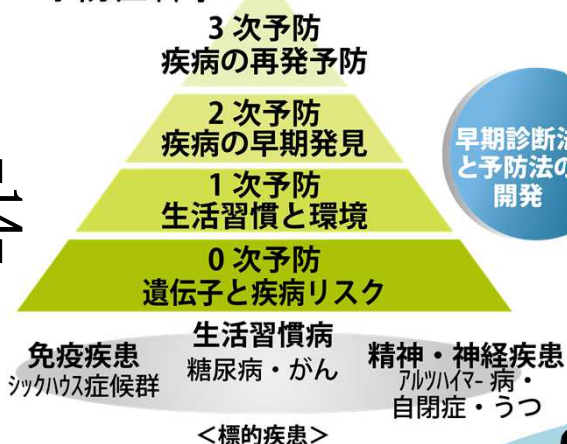 3 次予防
疾病の再発予防
2 次予防
疾病の早期発見
1 次予防
生活習慣と環境
0 次予防
遺伝子と疾病リスク
早期診断法
と予防法の
開発
生活習慣病
糖尿病・がん
免疫疾患
シックハウス症候群
精神・神経疾患
アルツハイマー病・
自閉症・うつ
<標的疾患>